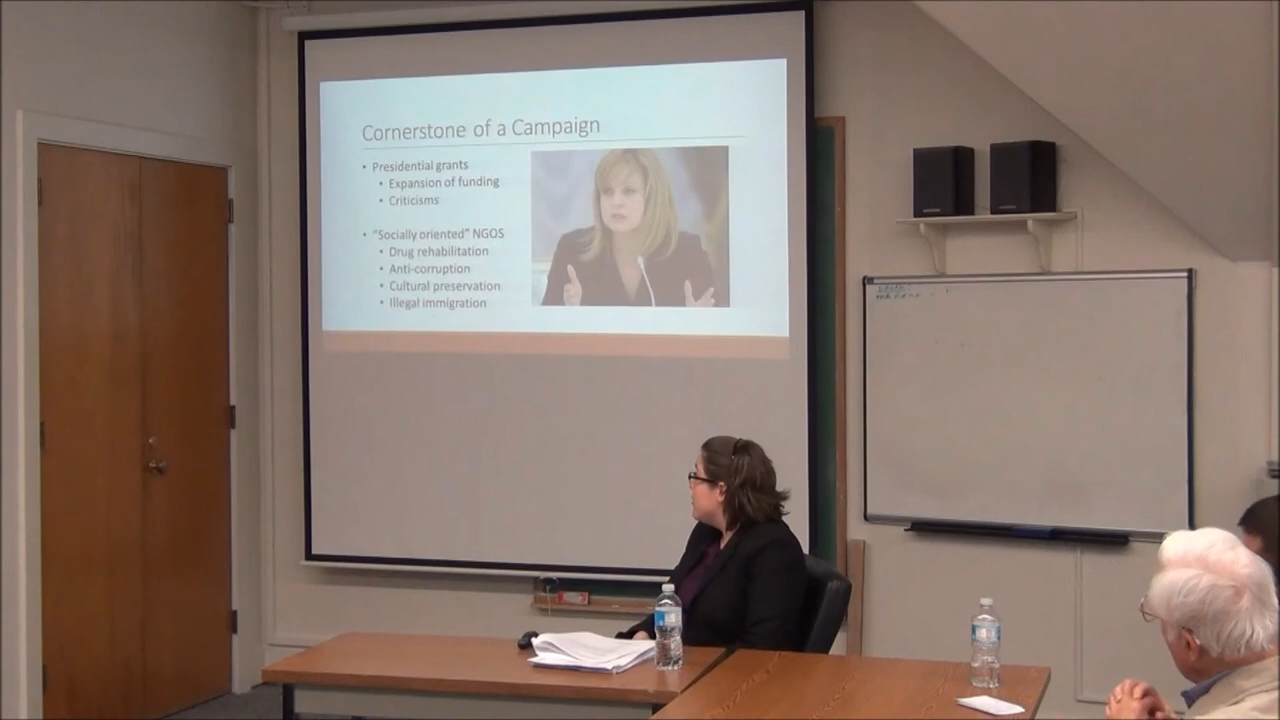 Cornerstone of a Campaign
• Presidential grants
• Expansion of funding
• Criticisms
• “Socially oriented” NGOS
• Drug rehabilitation
• Anti-corruption
• Cultural preservation
• Illegal immigration